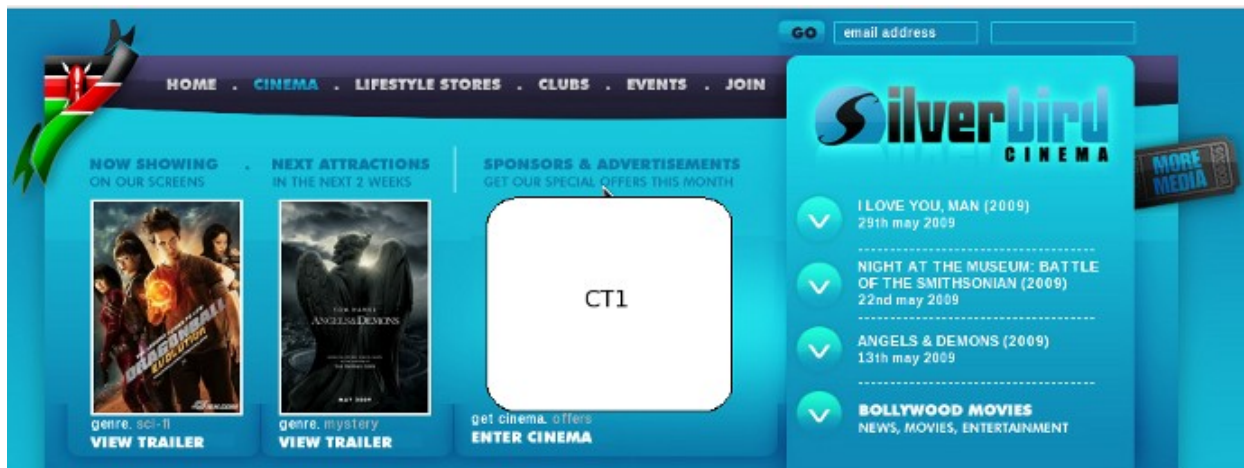 GO email address
HOME . CINEMA . LIFESTYLE STORES . CLUBS . EVENTS . JOIN
NOW SHOWING . NEXT ATTRACTIONS SPONSORS & ADVERTISEMENTS
ON OUR SCREENS IN THE NEXT 2 WEEKS GET OUR SPECIAL OFFERS THIS MONTH
DRAGONBALL
EVOLUTION
TOM HANKS
ANGELS & DEMONS
MAY 2009
CT1
genre. sci-fi genre. mystery get cinema. offers
VIEW TRAILER VIEW TRAILER ENTER CINEMA
Silverbird
CINEMA
I LOVE YOU, MAN (2009)
29th may 2009
NIGHT AT THE MUSEUM: BATTLE
OF THE SMITHSONIAN (2009)
22nd may 2009
ANGELS & DEMONS (2009)
13th may 2009
BOLLYWOOD MOVIES
NEWS, MOVIES, ENTERTAINMENT
MORE
MEDIA